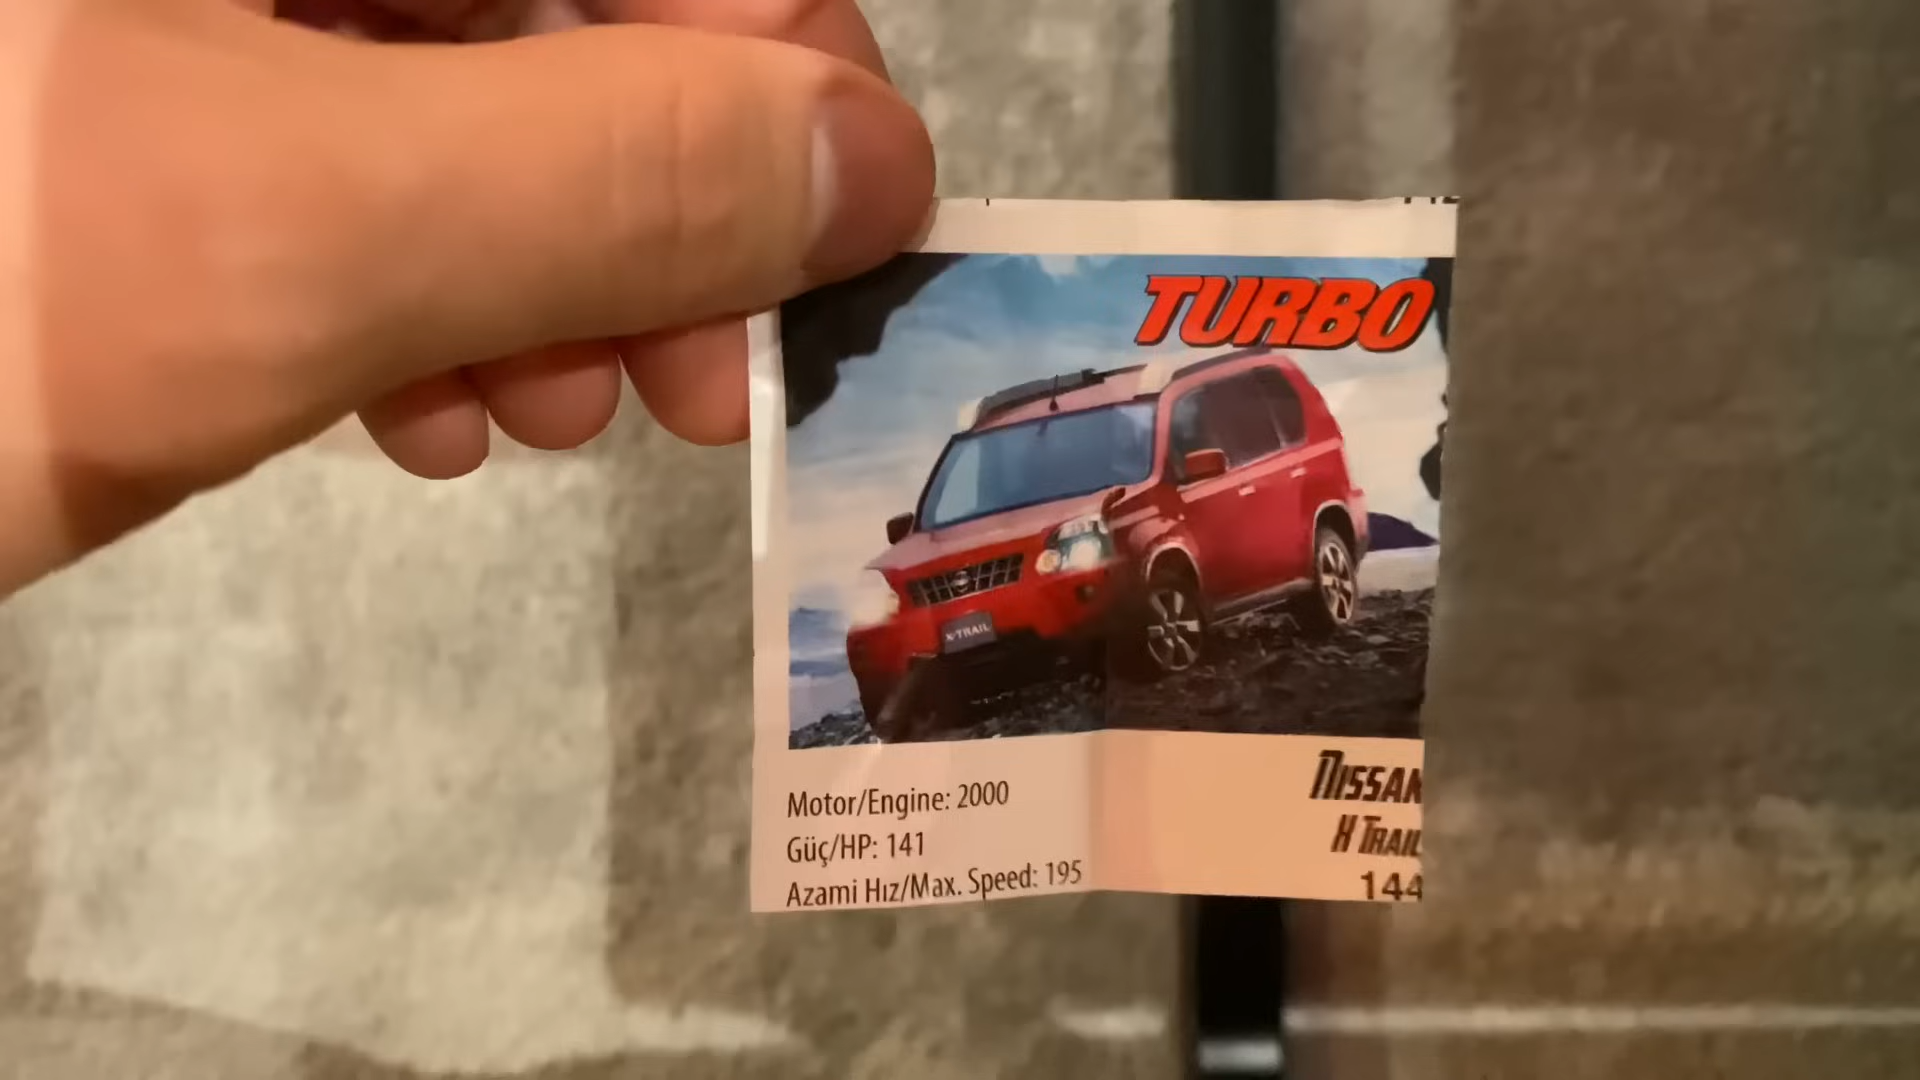 TURBO
X-TRAIL
Motor/Engine: 2000
Güç/HP: 141
Azami Hız/Max. Speed: 195
NISSAN
X TRAIL
144